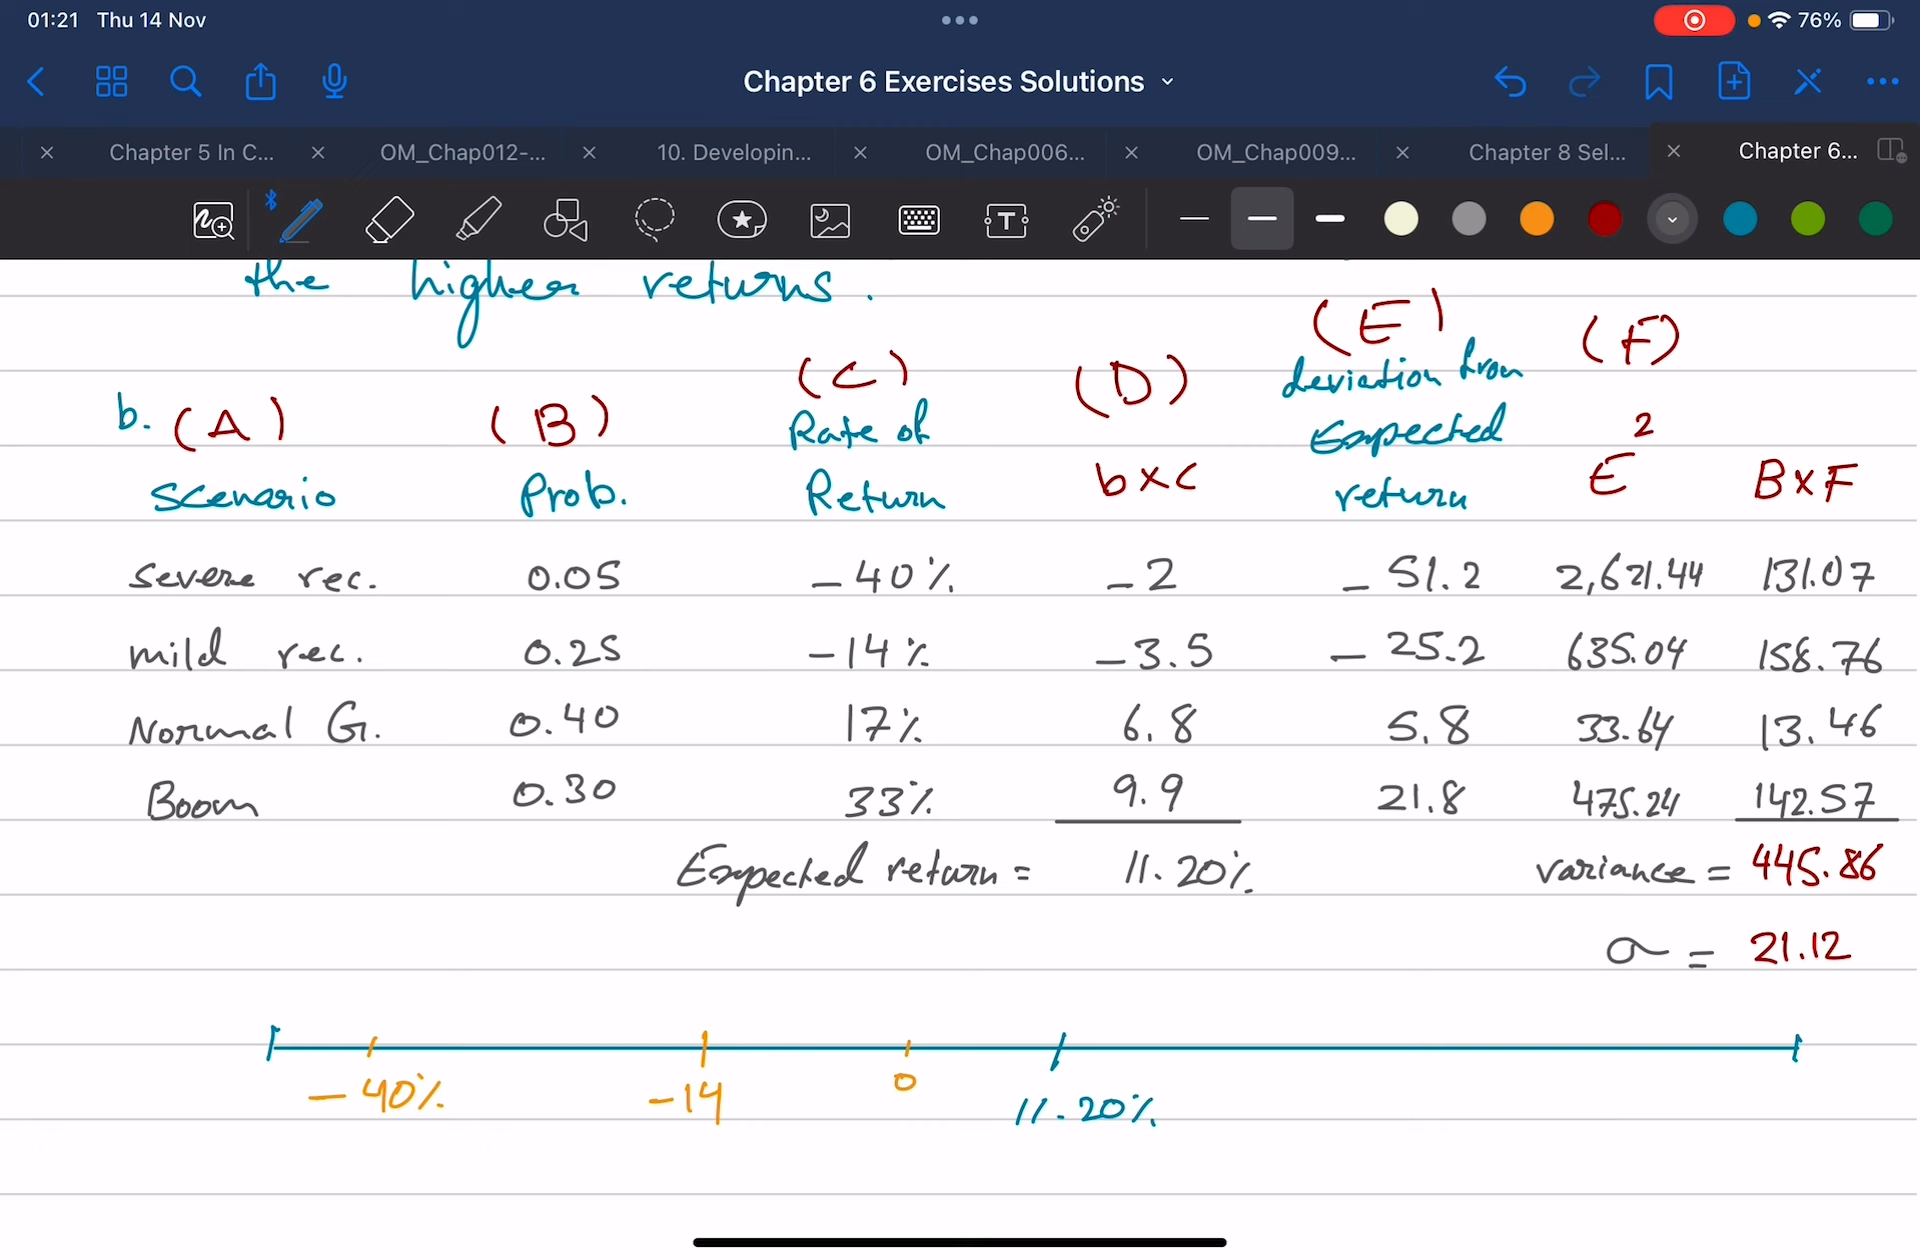 01:21 Thu 14 Nov
76%
Chapter 6 Exercises Solutions
Chapter 5 In C... OM_Chap012-... 10. Developin... OM_Chap006... OM_Chap009... Chapter 8 Sel... Chapter 6...
the higher returns.
b. (A) (B) (C) (D) (E) (F)
Scenario Prob. Rate of Return b×C deviation from Expected return E² B×F
Severe rec. 0.05 -40% -2 -51.2 2,621.44 131.07
mild rec. 0.25 -14% -3.5 -25.2 635.04 158.76
Normal G. 0.40 17% 6.8 5.8 33.64 13.46
Boom 0.30 33% 9.9 21.8 475.24 142.57
Expected return = 11.20% variance = 445.86
σ = 21.12
-40% -14 0 11.20%